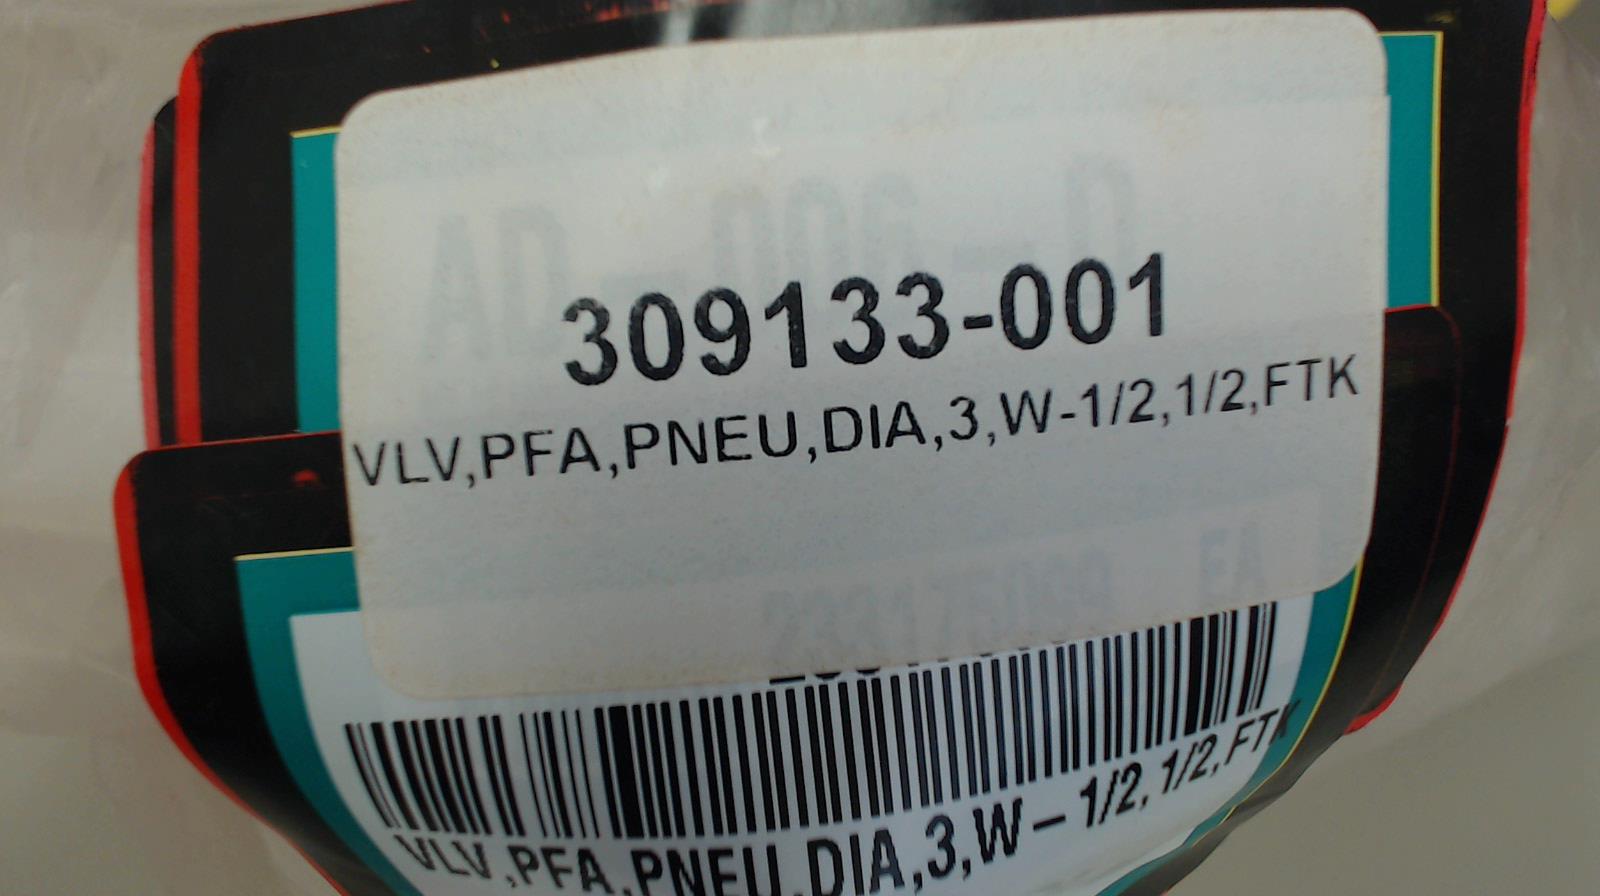 309133-001
VLV,PFA,PNEU,DIA,3,W-1/2,1/2,FTK
EA
VLV,PFA,PNEU,DIA,3,W-1/2,1/2,FTK